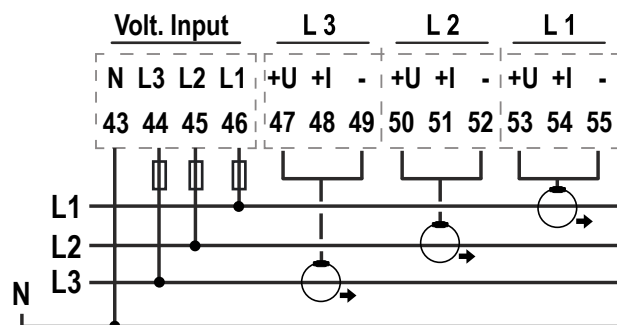 Volt. Input L 3 L 2 L 1
N L3 L2 L1 +U +I - +U +I - +U +I -
43 44 45 46 47 48 49 50 51 52 53 54 55
L1
L2
L3
N